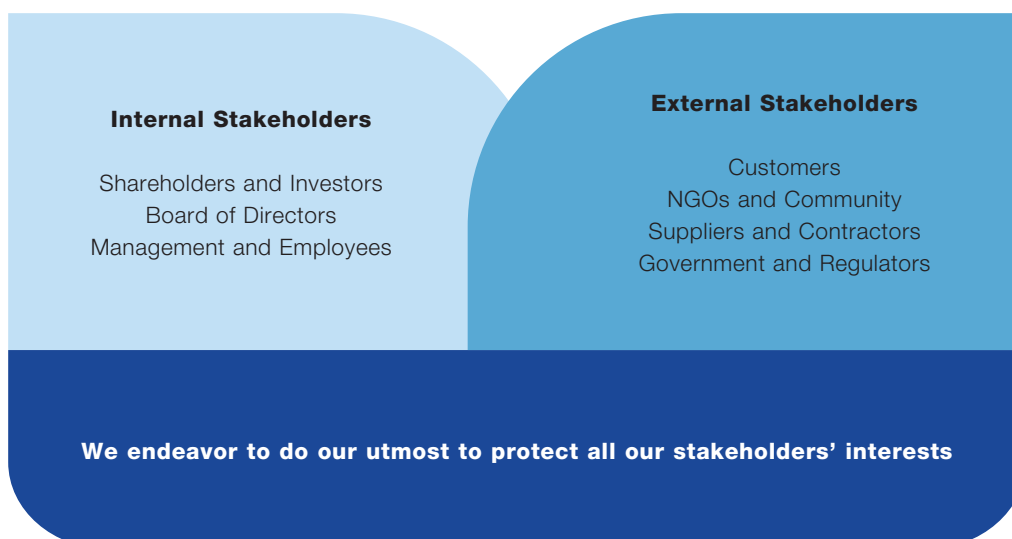 Internal Stakeholders
Shareholders and Investors
Board of Directors
Management and Employees
External Stakeholders
Customers
NGOs and Community
Suppliers and Contractors
Government and Regulators
We endeavor to do our utmost to protect all our stakeholders’ interests